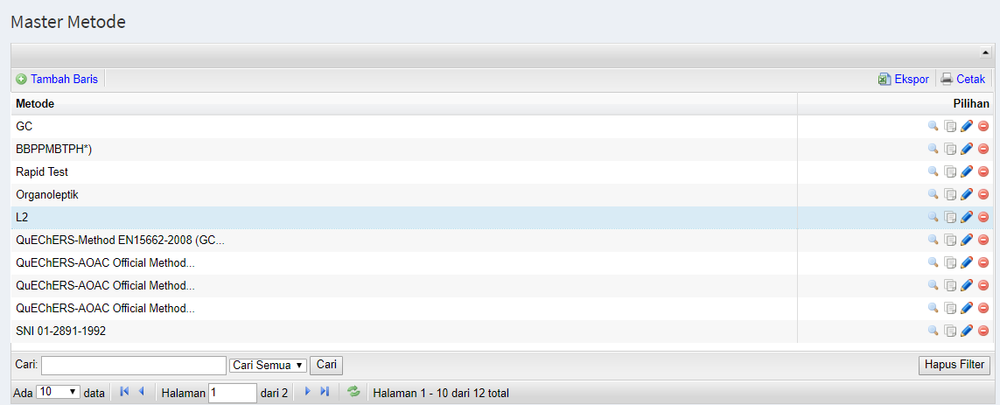 Master Metode
Tambah Baris Ekspor Cetak
Metode Pilihan
GC
BBPPMBTPH*)
Rapid Test
Organoleptik
L2
QuEChERS-Method EN15662-2008 (GC...
QuEChERS-AOAC Official Method...
QuEChERS-AOAC Official Method...
QuEChERS-AOAC Official Method...
SNI 01-2891-1992
Cari: Cari Semua Cari Hapus Filter
Ada 10 data Halaman 1 dari 2 Halaman 1 - 10 dari 12 total